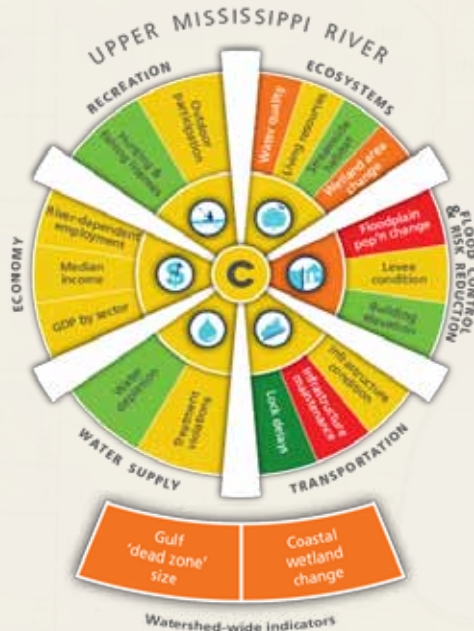 UPPER MISSISSIPPI RIVER
RECREATION
Hunting &
fishing licenses
Outdoor
participation
ECOSYSTEMS
Water quality
Living resources
Streamside
habitat
Wetland area
change
FLOOD CONTROL
& RISK REDUCTION
Floodplain
pop'n change
Levee
condition
Building
elevation
TRANSPORTATION
Infrastructure
condition
Infrastructure
maintenance
Lock delays
WATER SUPPLY
Treatment
violations
Water
depletion
ECONOMY
GDP by sector
Median
income
River-dependent
employment
$
C
Gulf
'dead zone'
size
Coastal
wetland
change
Watershed-wide indicators